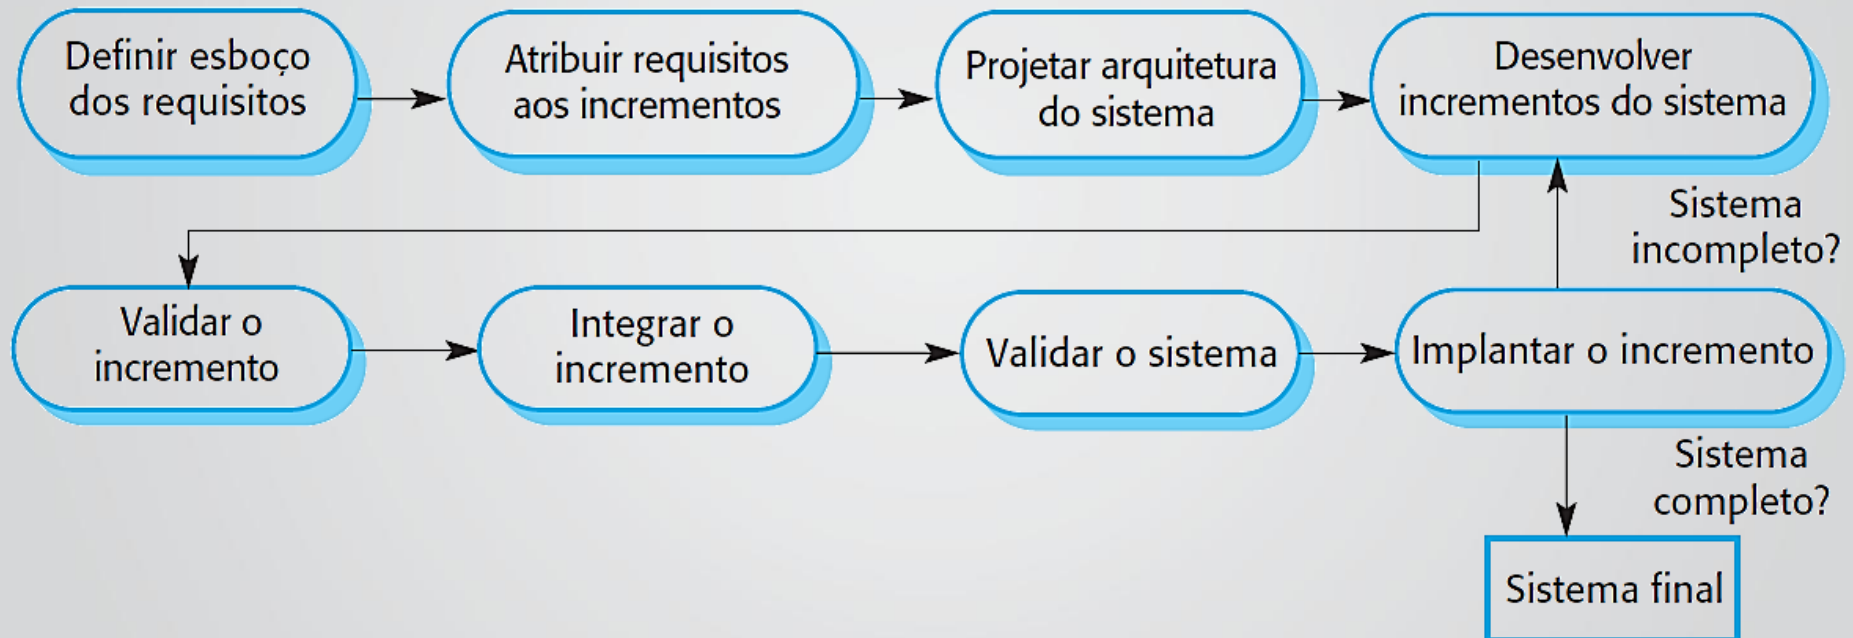 Definir esboço
dos requisitos
Atribuir requisitos
aos incrementos
Projetar arquitetura
do sistema
Desenvolver
incrementos do sistema
Sistema
incompleto?
Validar o
incremento
Integrar o
incremento
Validar o sistema
Implantar o incremento
Sistema
completo?
Sistema final